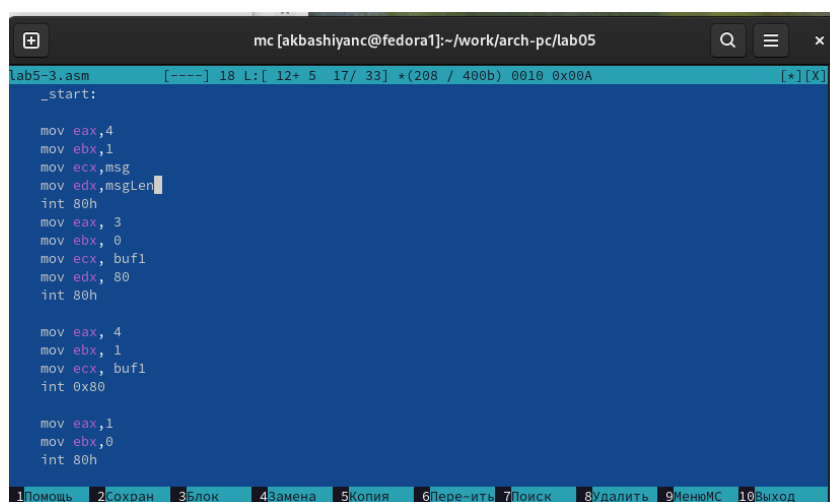 mc [akbashiyanc@fedora1]:~/work/arch-pc/lab05
lab5-3.asm [----] 18 L:[ 12+ 5 17/ 33] *(208 / 400b) 0010 0x00A [*][X]
_start:
mov eax,4
mov ebx,1
mov ecx,msg
mov edx,msgLen
int 80h
mov eax, 3
mov ebx, 0
mov ecx, buf1
mov edx, 80
int 80h
mov eax, 4
mov ebx, 1
mov ecx, buf1
int 0x80
mov eax,1
mov ebx,0
int 80h
1Помощь 2Сохран 3Блок 4Замена 5Копия 6Пере~ить 7Поиск 8Удалить 9МенюMC 10Выход